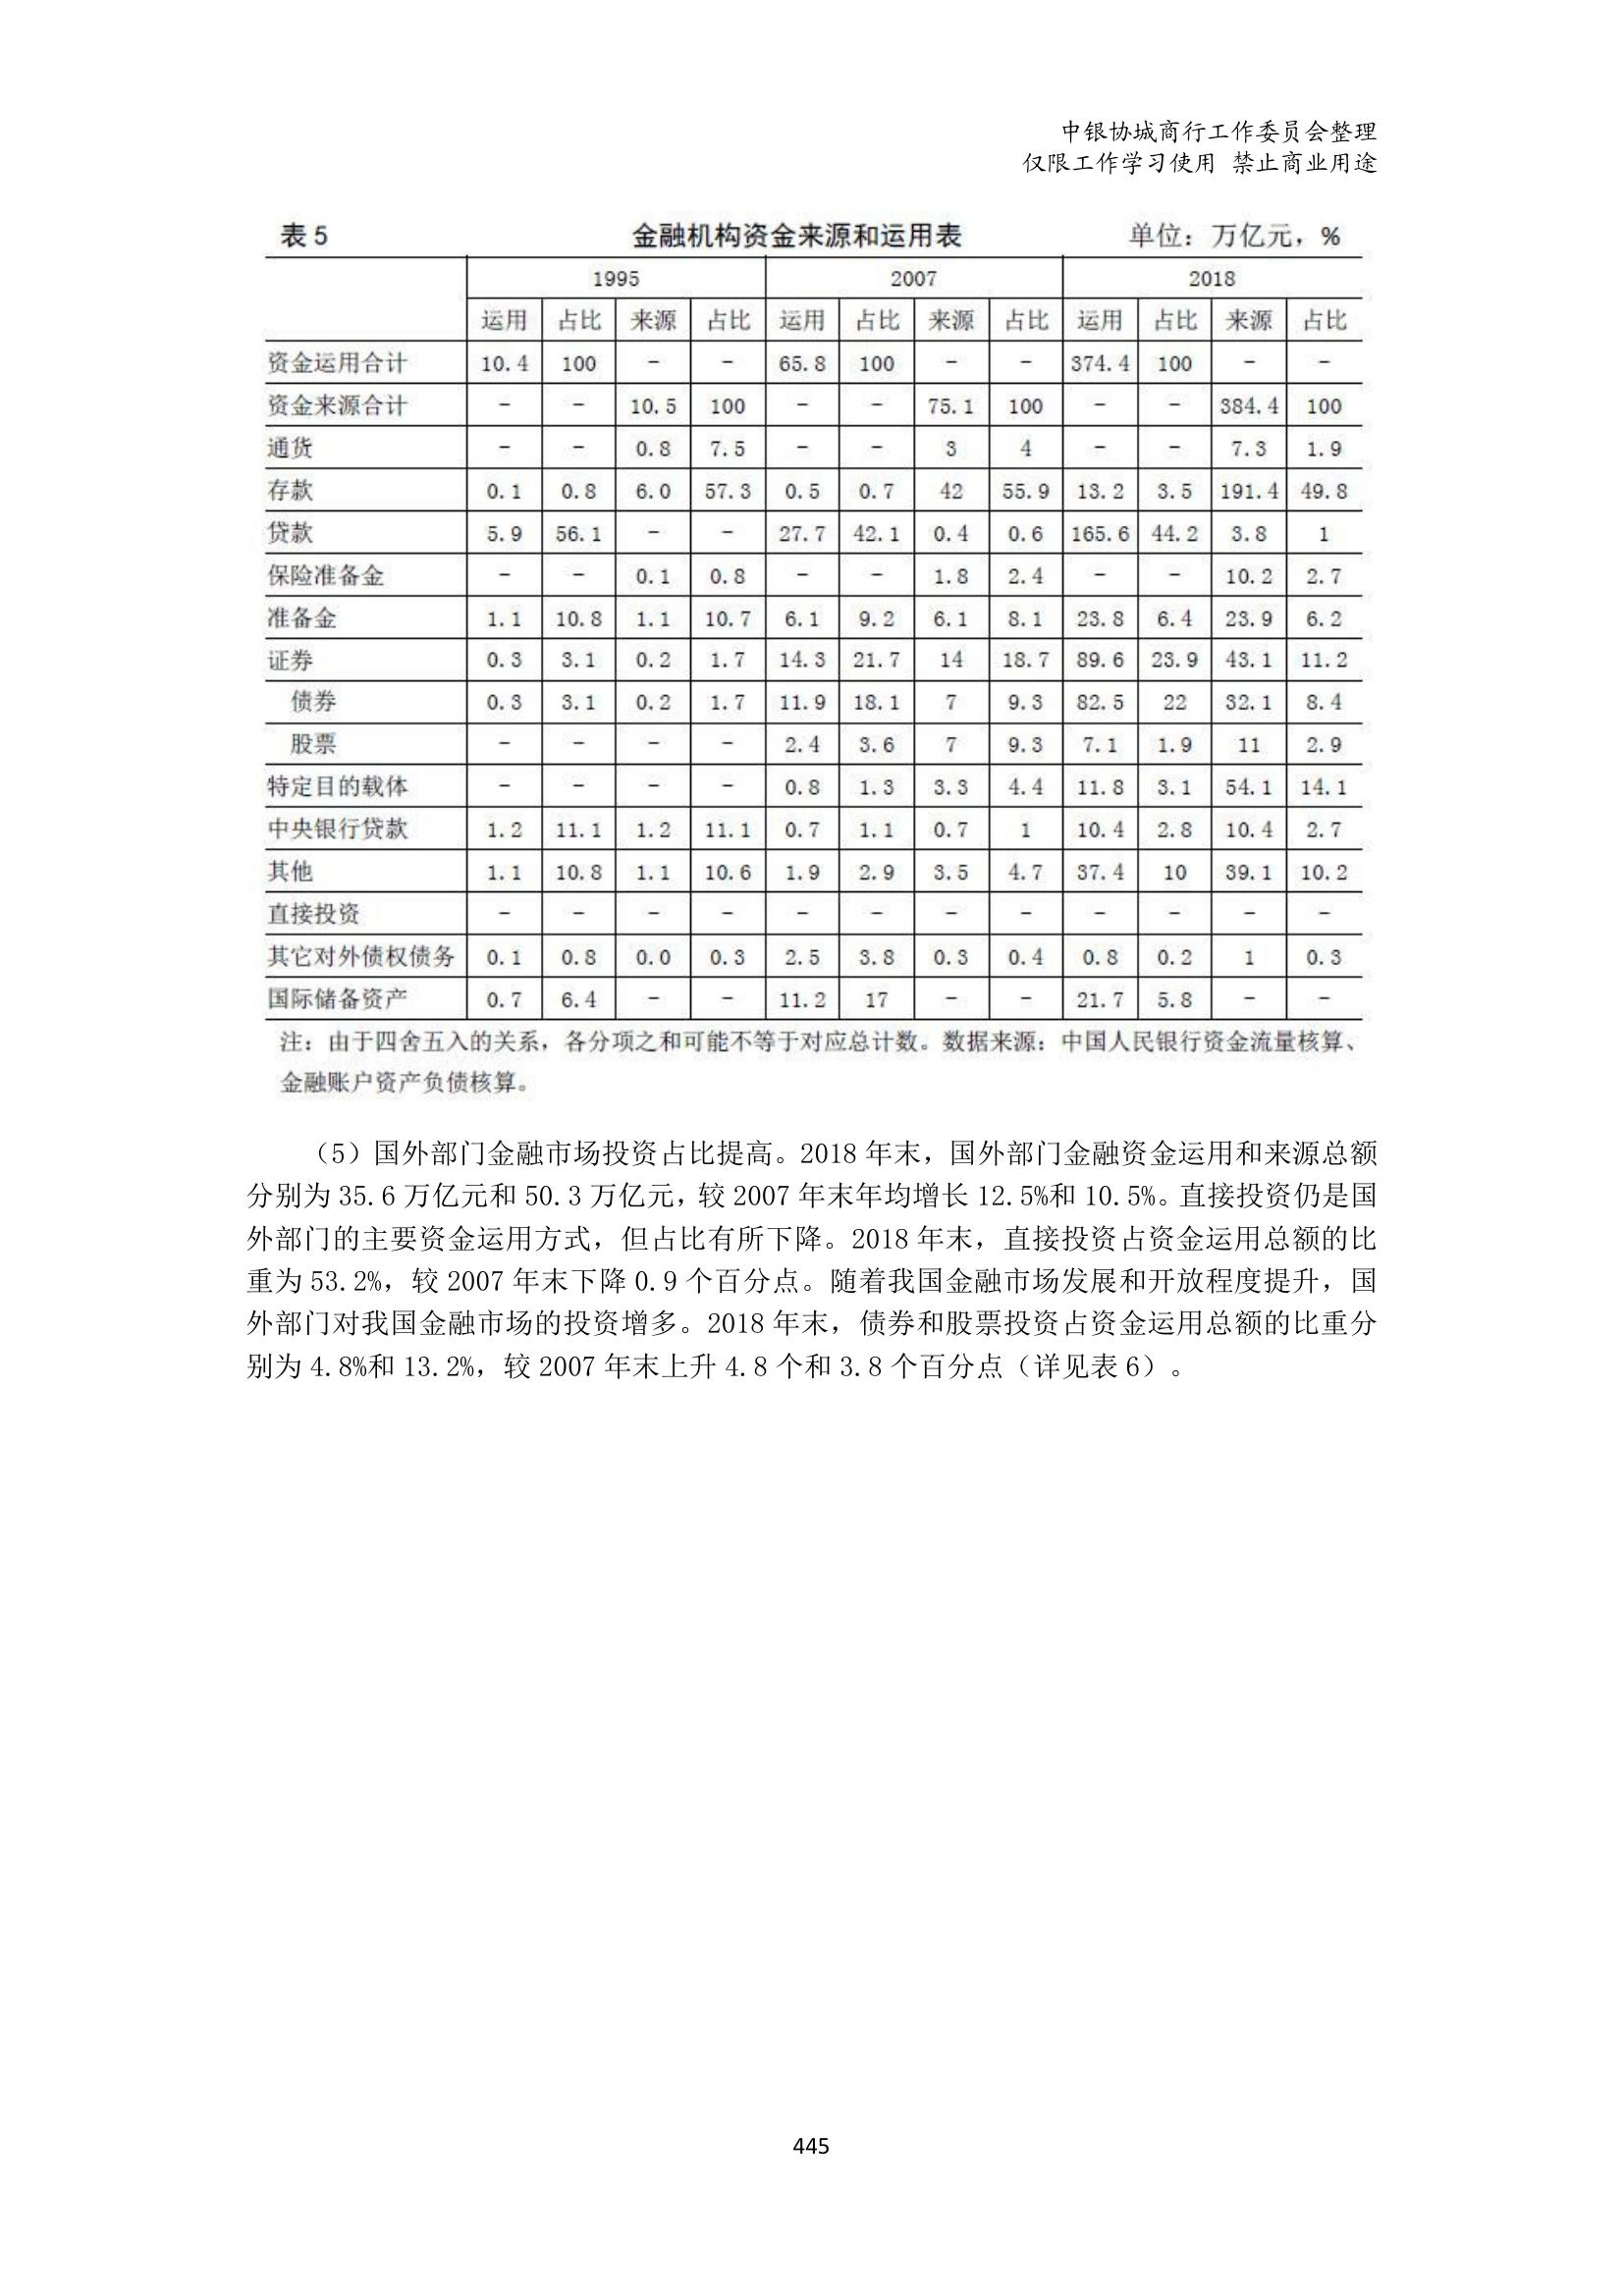 中银协城商行工作委员会整理
仅限工作学习使用 禁止商业用途
表 5 金融机构资金来源和运用表 单位：万亿元，%
1995 2007 2018
运用 占比 来源 占比 运用 占比 来源 占比 运用 占比 来源 占比
资金运用合计 10.4 100 － － 65.8 100 － － 374.4 100 － －
资金来源合计 － － 10.5 100 － － 75.1 100 － － 384.4 100
通货 － － 0.8 7.5 － － 3 4 － － 7.3 1.9
存款 0.1 0.8 6.0 57.3 0.5 0.7 42 55.9 13.2 3.5 191.4 49.8
贷款 5.9 56.1 － － 27.7 42.1 0.4 0.6 165.6 44.2 3.8 1
保险准备金 － － 0.1 0.8 － － 1.8 2.4 － － 10.2 2.7
准备金 1.1 10.8 1.1 10.7 6.1 9.2 6.1 8.1 23.8 6.4 23.9 6.2
证券 0.3 3.1 0.2 1.7 14.3 21.7 14 18.7 89.6 23.9 43.1 11.2
债券 0.3 3.1 0.2 1.7 11.9 18.1 7 9.3 82.5 22 32.1 8.4
股票 － － － － 2.4 3.6 7 9.3 7.1 1.9 11 2.9
特定目的载体 － － － － 0.8 1.3 3.3 4.4 11.8 3.1 54.1 14.1
中央银行贷款 1.2 11.1 1.2 11.1 0.7 1.1 0.7 1 10.4 2.8 10.4 2.7
其他 1.1 10.8 1.1 10.6 1.9 2.9 3.5 4.7 37.4 10 39.1 10.2
直接投资 － － － － － － － － － － － －
其它对外债权债务 0.1 0.8 0.0 0.3 2.5 3.8 0.3 0.4 0.8 0.2 1 0.3
国际储备资产 0.7 6.4 － － 11.2 17 － － 21.7 5.8 － －
注：由于四舍五入的关系，各分项之和可能不等于对应总计数。数据来源：中国人民银行资金流量核算、
金融账户资产负债核算。
（5）国外部门金融市场投资占比提高。2018 年末，国外部门金融资金运用和来源总额
分别为 35.6 万亿元和 50.3 万亿元，较 2007 年末年均增长 12.5%和 10.5%。直接投资仍是国
外部门的主要资金运用方式，但占比有所下降。2018 年末，直接投资占资金运用总额的比
重为 53.2%，较 2007 年末下降 0.9 个百分点。随着我国金融市场发展和开放程度提升，国
外部门对我国金融市场的投资增多。2018 年末，债券和股票投资占资金运用总额的比重分
别为 4.8%和 13.2%，较 2007 年末上升 4.8 个和 3.8 个百分点（详见表 6）。
445